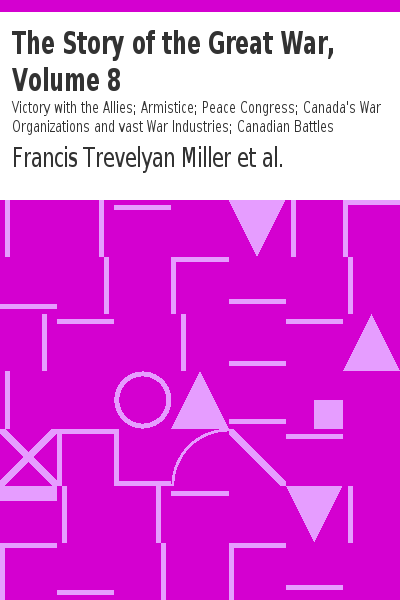 The Story of the Great War,
Volume 8
Victory with the Allies; Armistice; Peace Congress; Canada's War
Organizations and vast War Industries; Canadian Battles
Francis Trevelyan Miller et al.